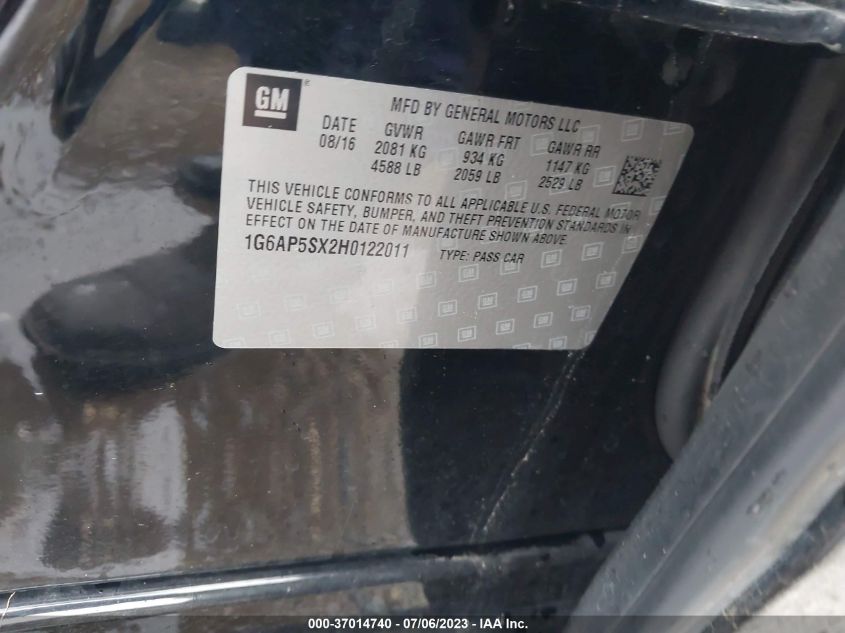 GM ®
MFD BY GENERAL MOTORS LLC
DATE GVWR GAWR FRT GAWR RR
08/16 2081 KG 934 KG 1147 KG
4588 LB 2059 LB 2529 LB
THIS VEHICLE CONFORMS TO ALL APPLICABLE U.S. FEDERAL MOTOR
VEHICLE SAFETY, BUMPER, AND THEFT PREVENTION STANDARDS IN
EFFECT ON THE DATE OF MANUFACTURE SHOWN ABOVE.
1G6AP5SX2H0122011 TYPE: PASS CAR
000-37014740 - 07/06/2023 - IAA Inc.